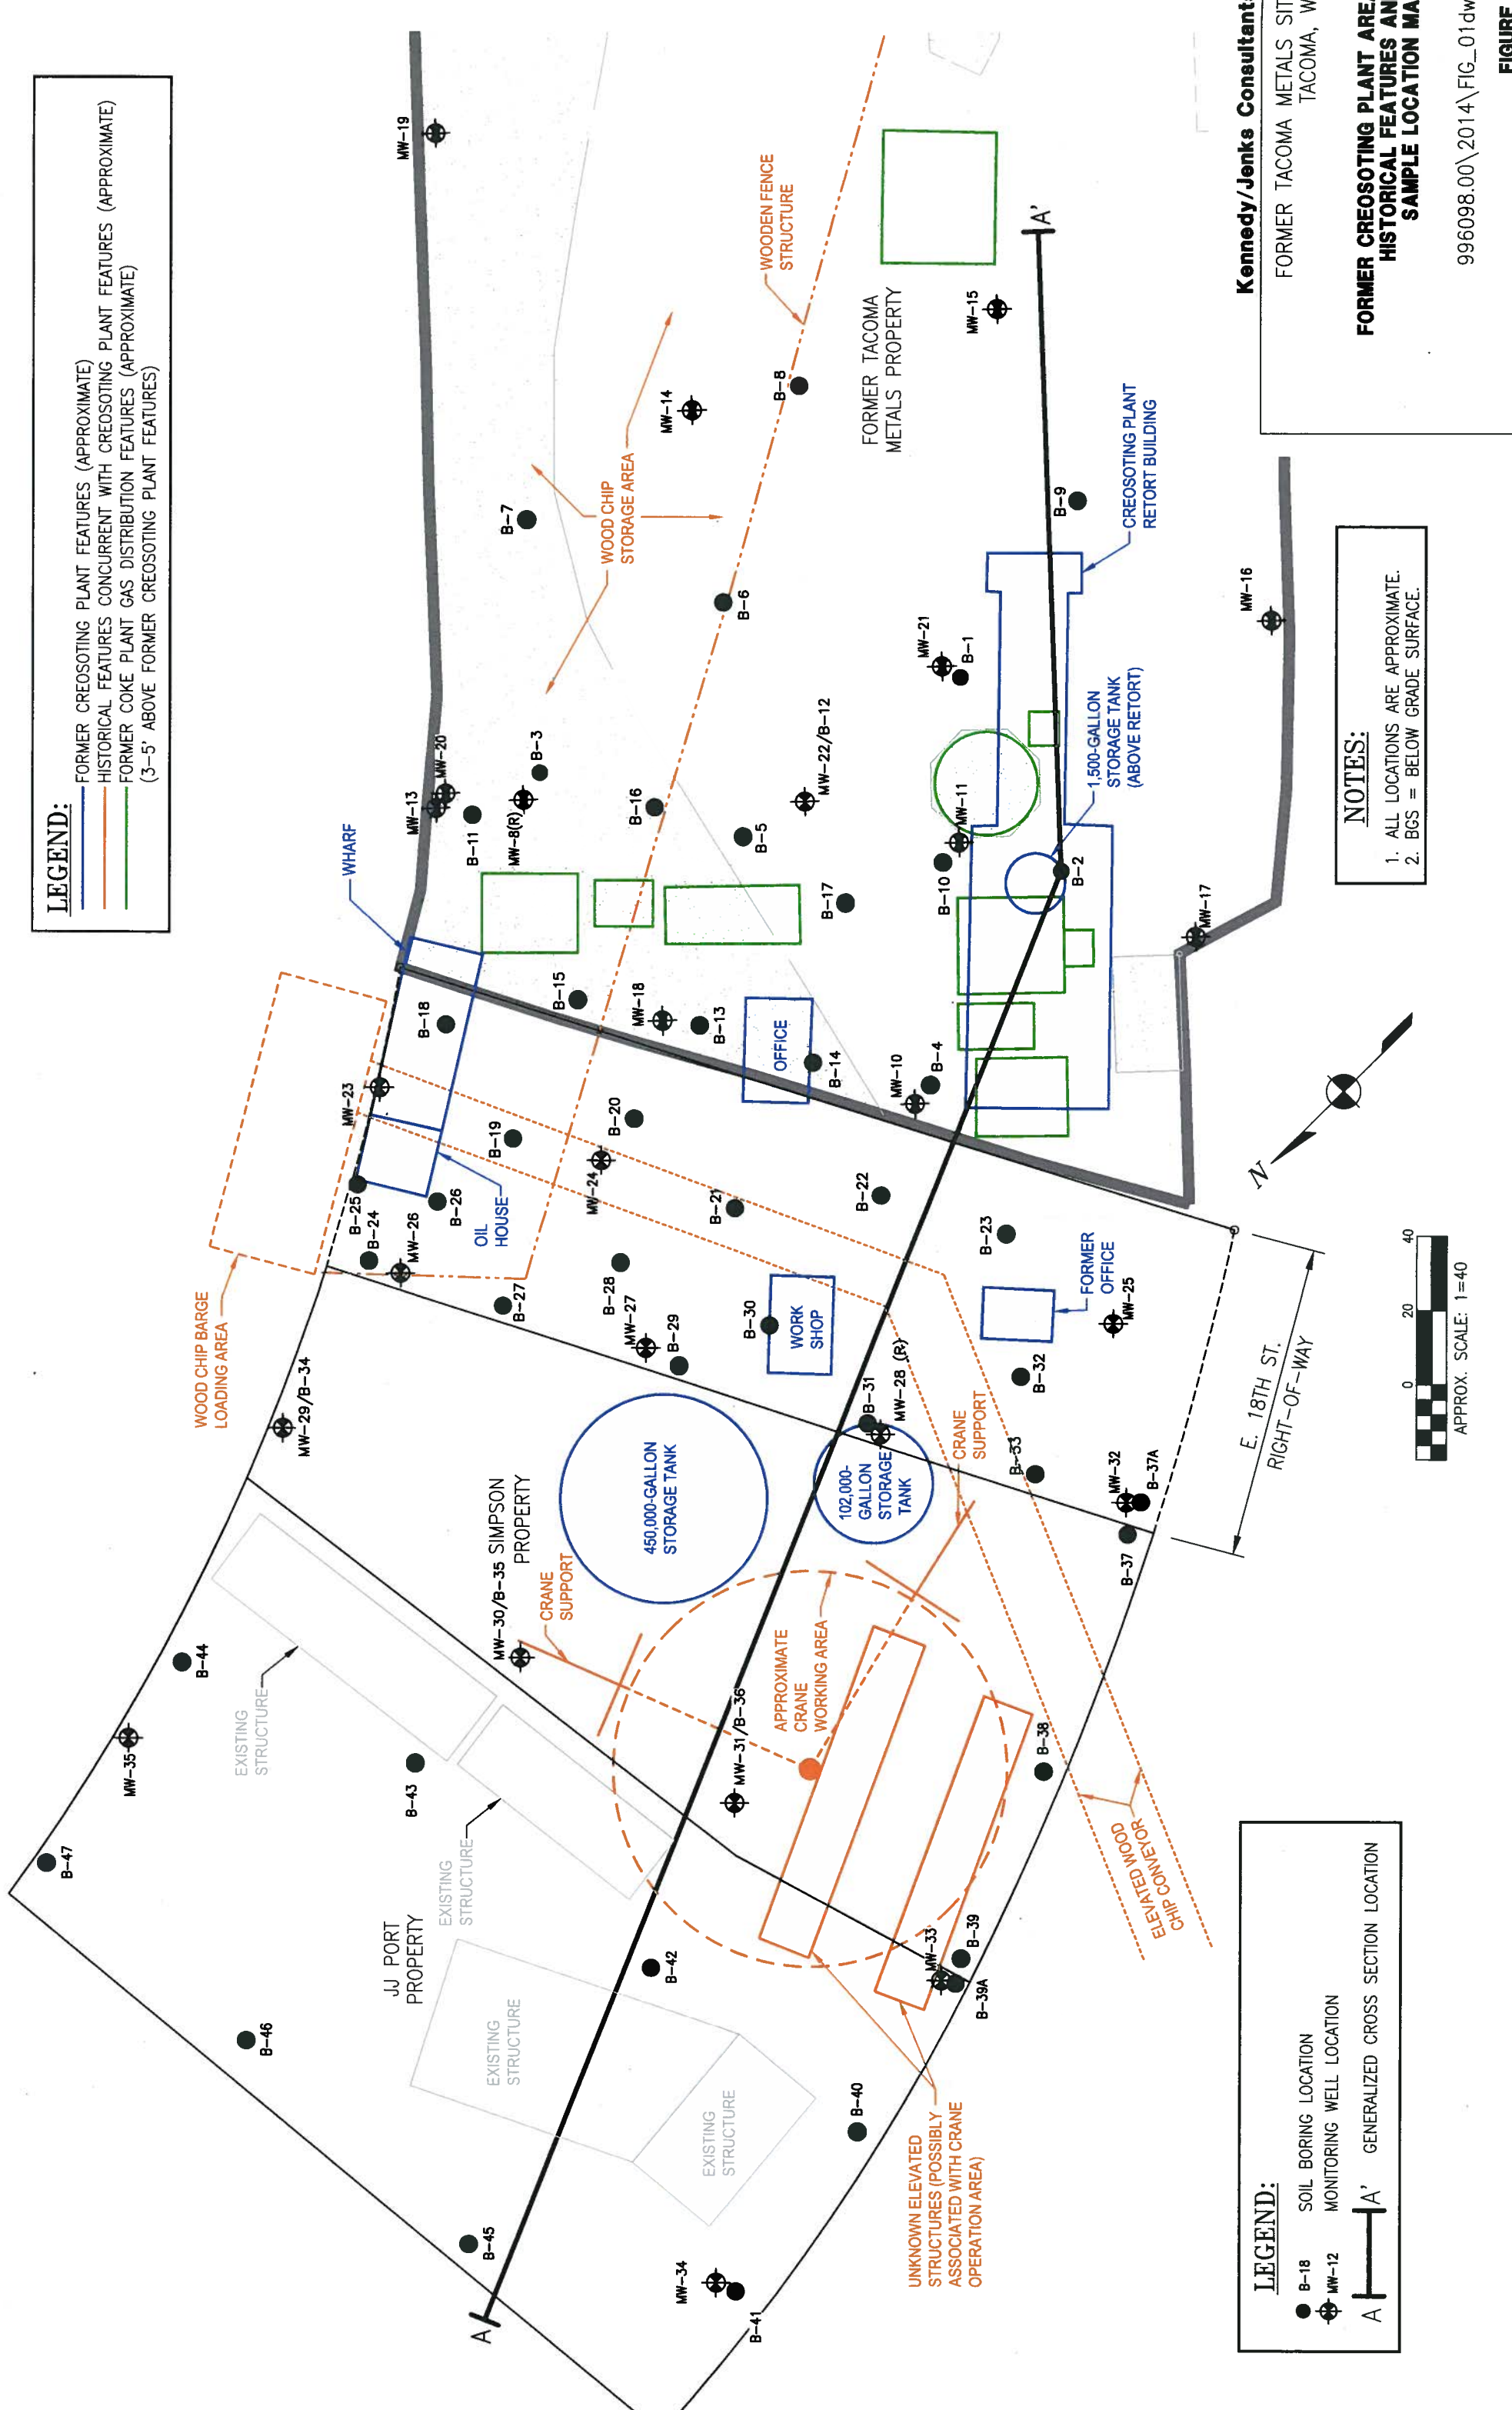 LEGEND:
FORMER CREOSOTING PLANT FEATURES (APPROXIMATE)
HISTORICAL FEATURES CONCURRENT WITH CREOSOTING PLANT FEATURES (APPROXIMATE)
FORMER COKE PLANT GAS DISTRIBUTION FEATURES (APPROXIMATE)
(3-5' ABOVE FORMER CREOSOTING PLANT FEATURES)
MW-19
WOODEN FENCE
STRUCTURE
A'
FORMER TACOMA
METALS PROPERTY
MW-15
MW-14
B-8
WOOD CHIP
STORAGE AREA
B-7
B-9
CREOSOTING PLANT
RETORT BUILDING
B-6
MW-16
MW-21
B-1
MW-13
MW-20
B-3
B-11
MW-8(R)
B-16
B-5
MW-22/B-12
MW-11
1,500-GALLON
STORAGE TANK
(ABOVE RETORT)
B-10
B-2
B-17
MW-17
WHARF
B-18
B-15
MW-18
B-13
OFFICE
B-14
MW-10
B-4
MW-23
B-19
B-20
MW-24
B-21
B-22
B-23
B-25
B-24
MW-26
B-26
OIL
HOUSE
B-27
B-28
MW-27
B-29
B-30
WORK
SHOP
FORMER
OFFICE
MW-25
WOOD CHIP BARGE
LOADING AREA
MW-29/B-34
B-31
MW-28 (R)
B-32
B-33
MW-32
B-37A
B-37
CRANE
SUPPORT
450,000-GALLON
STORAGE TANK
102,000-
GALLON
STORAGE
TANK
E. 18TH ST.
RIGHT-OF-WAY
SIMPSON
PROPERTY
MW-30/B-35
CRANE
SUPPORT
APPROXIMATE
CRANE
WORKING AREA
MW-31/B-36
B-38
ELEVATED WOOD
CHIP CONVEYOR
B-44
MW-35
EXISTING
STRUCTURE
B-43
B-47
EXISTING
STRUCTURE
JJ PORT
PROPERTY
B-42
MW-33
B-39
B-39A
B-46
EXISTING
STRUCTURE
EXISTING
STRUCTURE
B-40
UNKNOWN ELEVATED
STRUCTURES (POSSIBLY
ASSOCIATED WITH CRANE
OPERATION AREA)
B-45
A
MW-34
B-41
N
0 20 40
APPROX. SCALE: 1=40
NOTES:
1. ALL LOCATIONS ARE APPROXIMATE.
2. BGS = BELOW GRADE SURFACE.
LEGEND:
B-18 SOIL BORING LOCATION
MW-12 MONITORING WELL LOCATION
A A' GENERALIZED CROSS SECTION LOCATION
Kennedy/Jenks Consultant
FORMER TACOMA METALS SIT
TACOMA, W
FORMER CREOSOTING PLANT AREA
HISTORICAL FEATURES AN
SAMPLE LOCATION MA
996098.00\2014\FIG_01dw
FIGURE